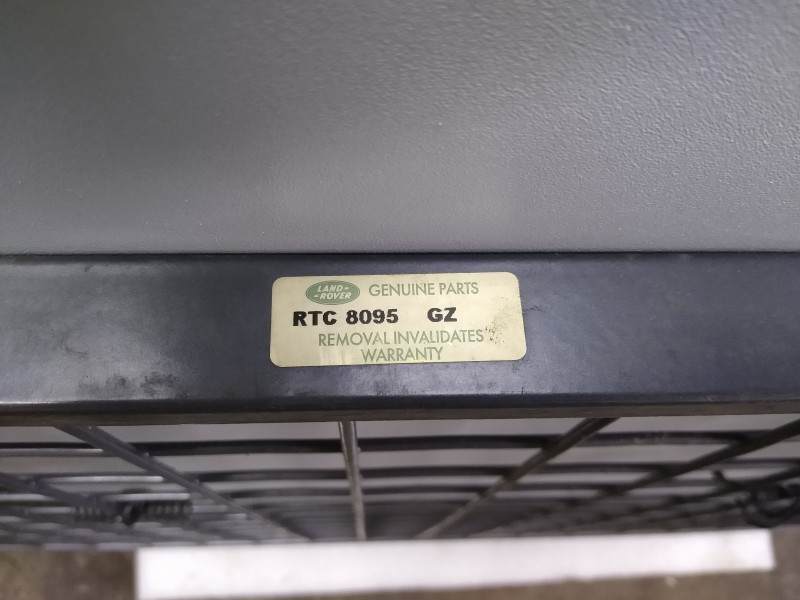 LAND-
-ROVER
GENUINE PARTS
RTC 8095 GZ
REMOVAL INVALIDATES
WARRANTY